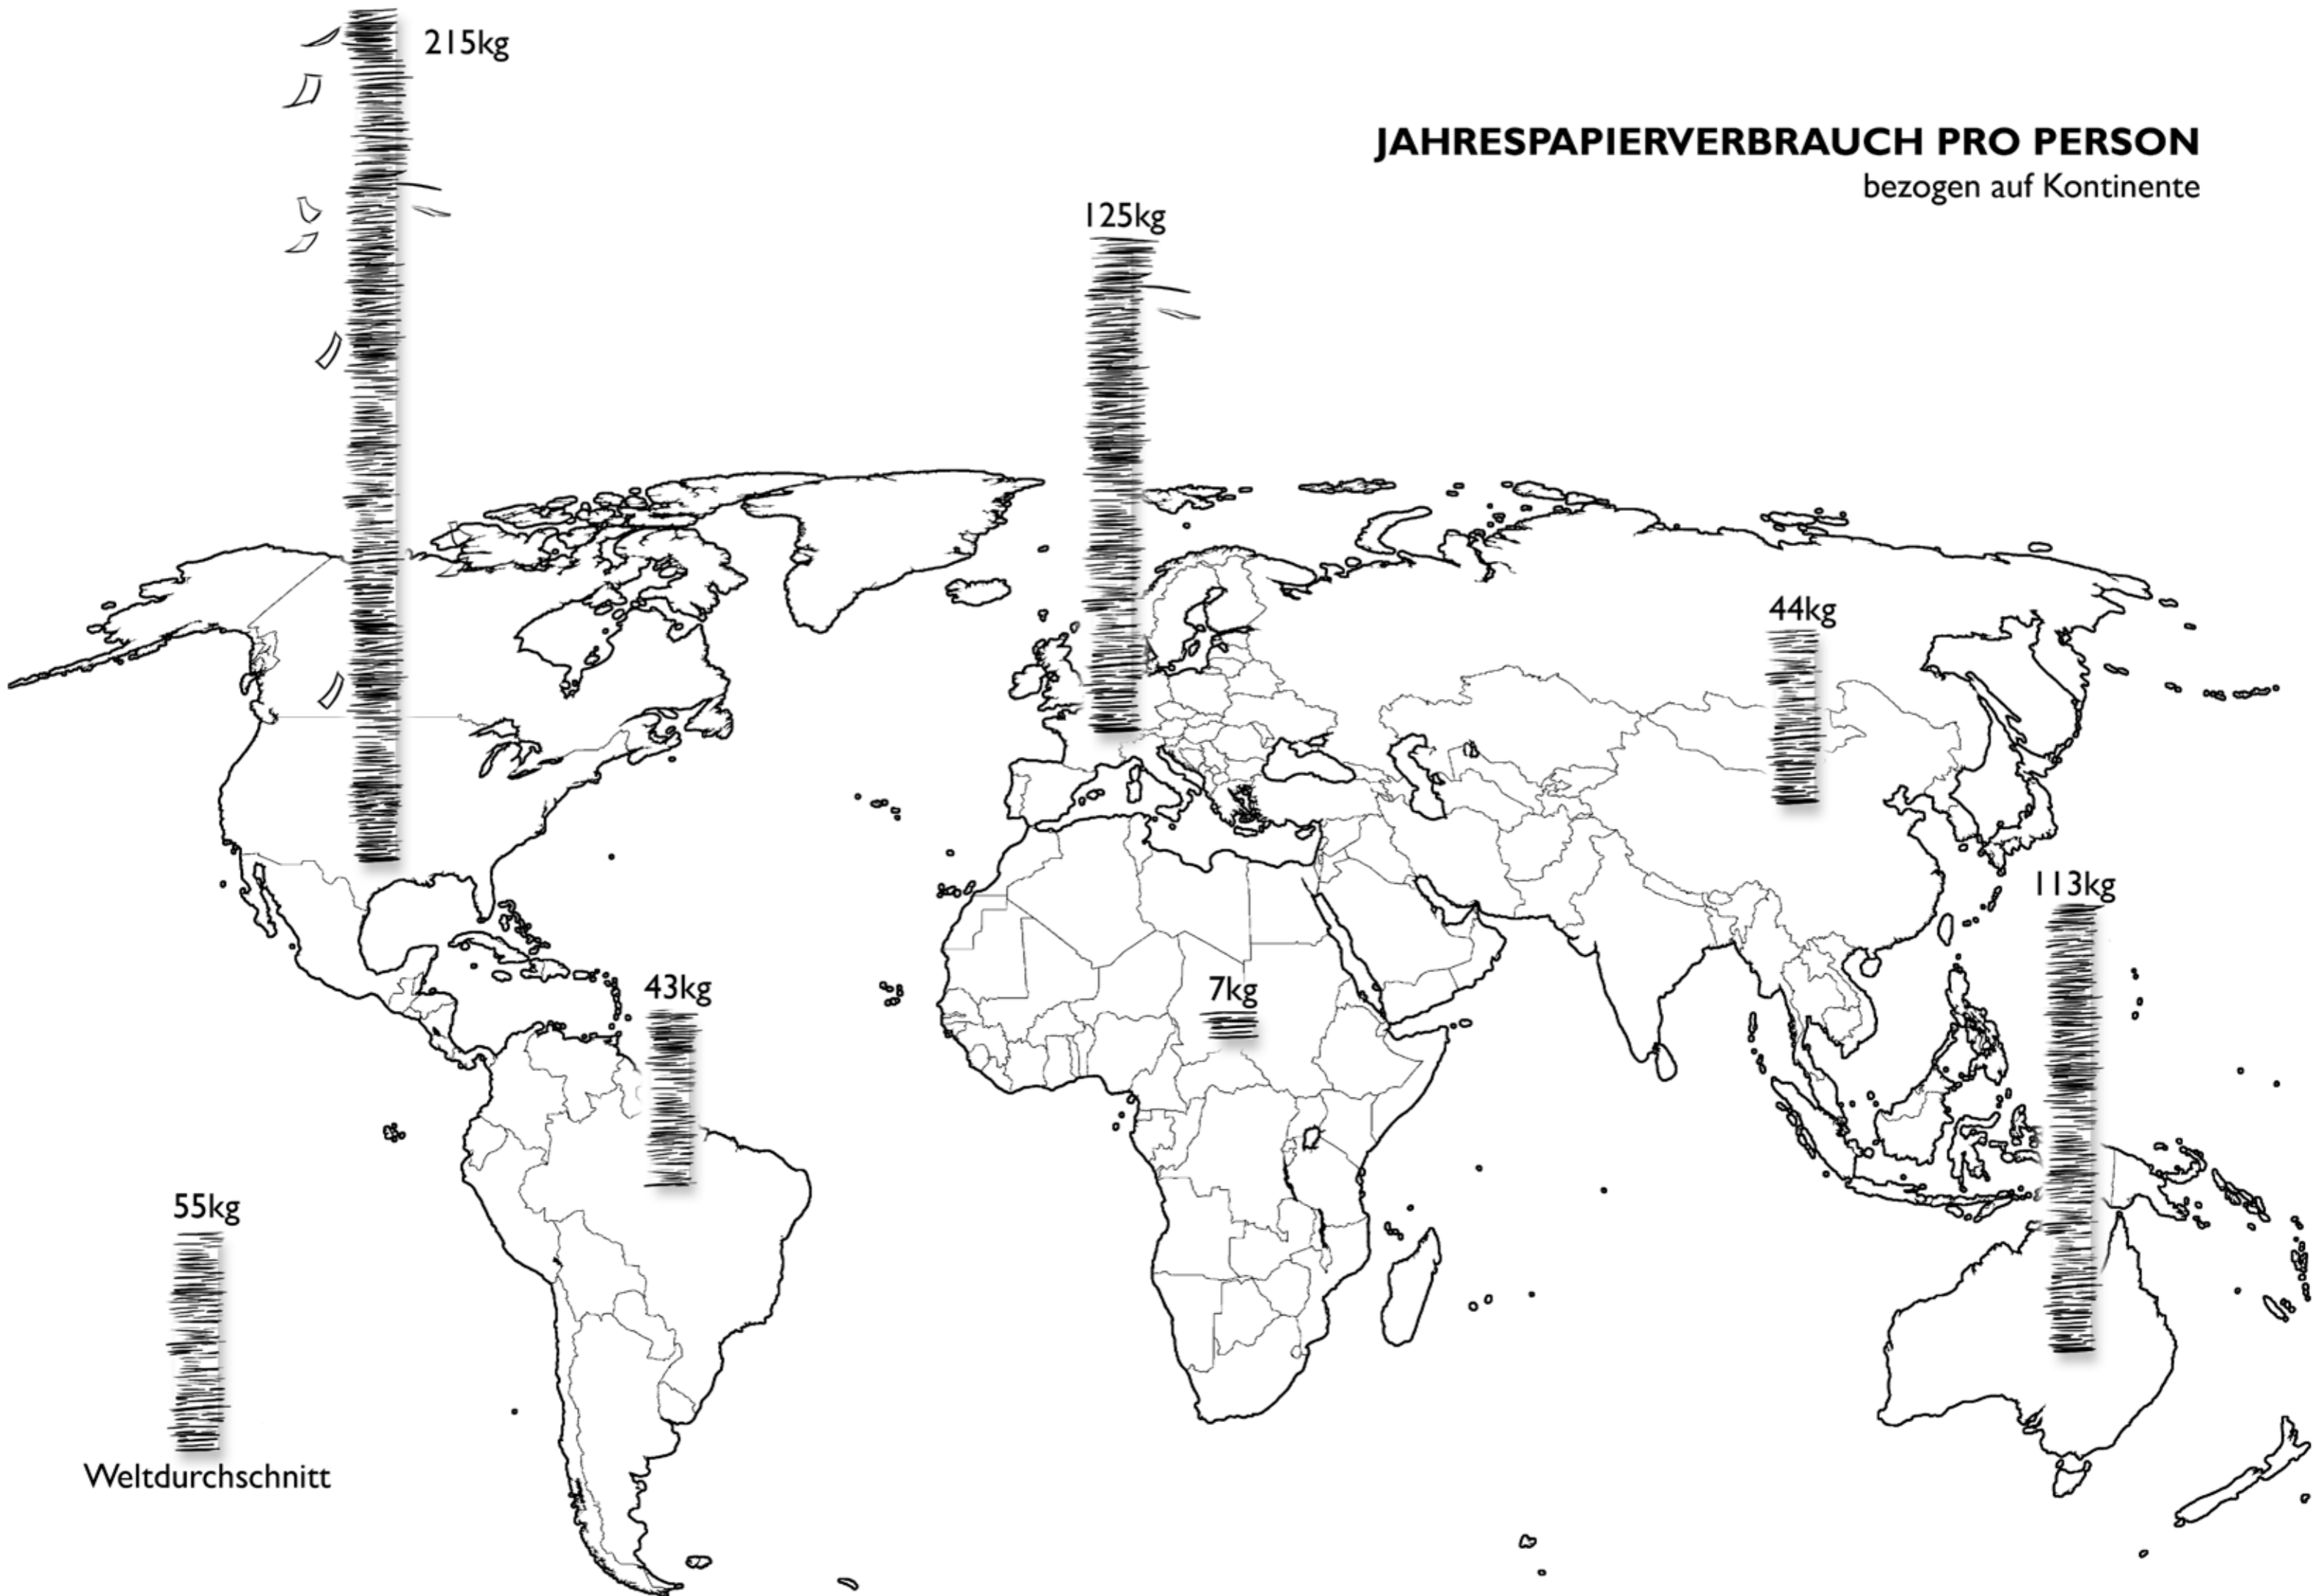 215kg
JAHRESPAPIERVERBRAUCH PRO PERSON
bezogen auf Kontinente
125kg
44kg
113kg
43kg
7kg
55kg
Weltdurchschnitt